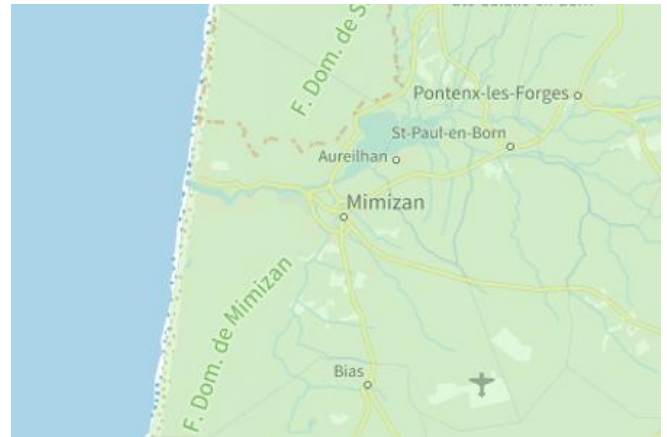 F. Dom. de S
Pontenx-les-Forges
St-Paul-en-Born
Aureilhan
Mimizan
F. Dom. de Mimizan
Bias